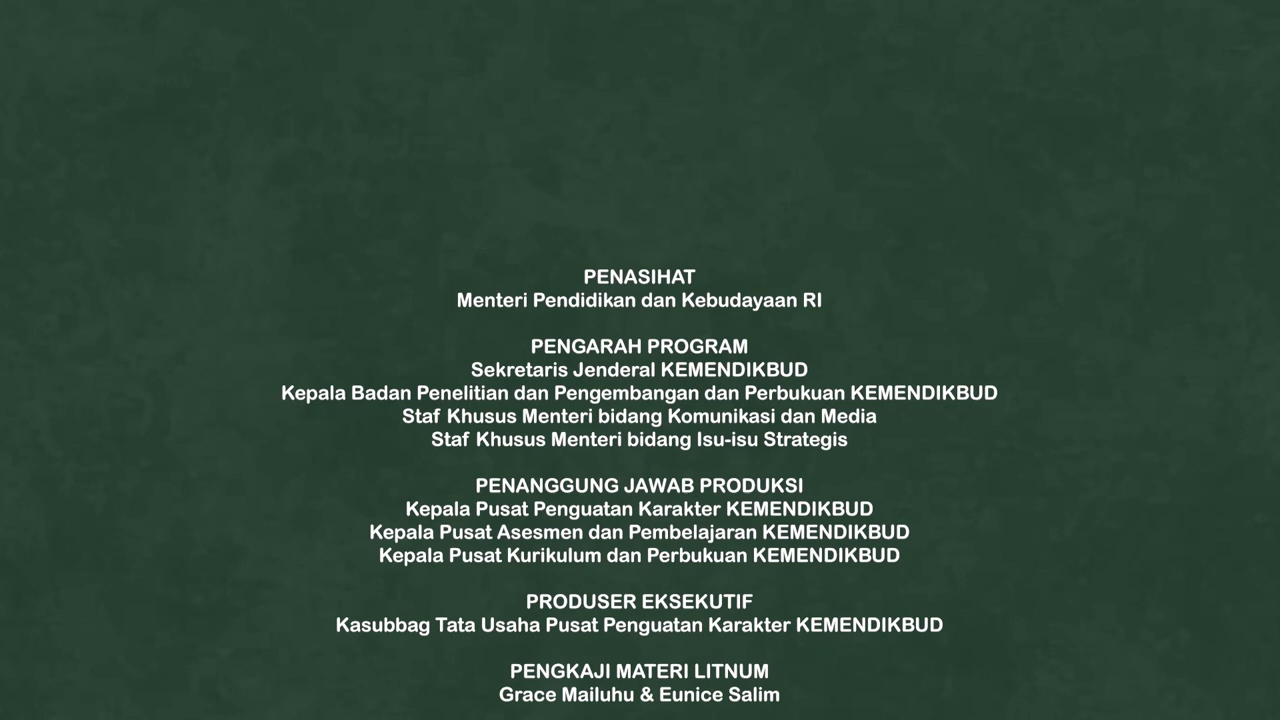 PENASIHAT
Menteri Pendidikan dan Kebudayaan RI
PENGARAH PROGRAM
Sekretaris Jenderal KEMENDIKBUD
Kepala Badan Penelitian dan Pengembangan dan Perbukuan KEMENDIKBUD
Staf Khusus Menteri bidang Komunikasi dan Media
Staf Khusus Menteri bidang Isu-isu Strategis
PENANGGUNG JAWAB PRODUKSI
Kepala Pusat Penguatan Karakter KEMENDIKBUD
Kepala Pusat Asesmen dan Pembelajaran KEMENDIKBUD
Kepala Pusat Kurikulum dan Perbukuan KEMENDIKBUD
PRODUSER EKSEKUTIF
Kasubbag Tata Usaha Pusat Penguatan Karakter KEMENDIKBUD
PENGKAJI MATERI LITNUM
Grace Mailuhu & Eunice Salim